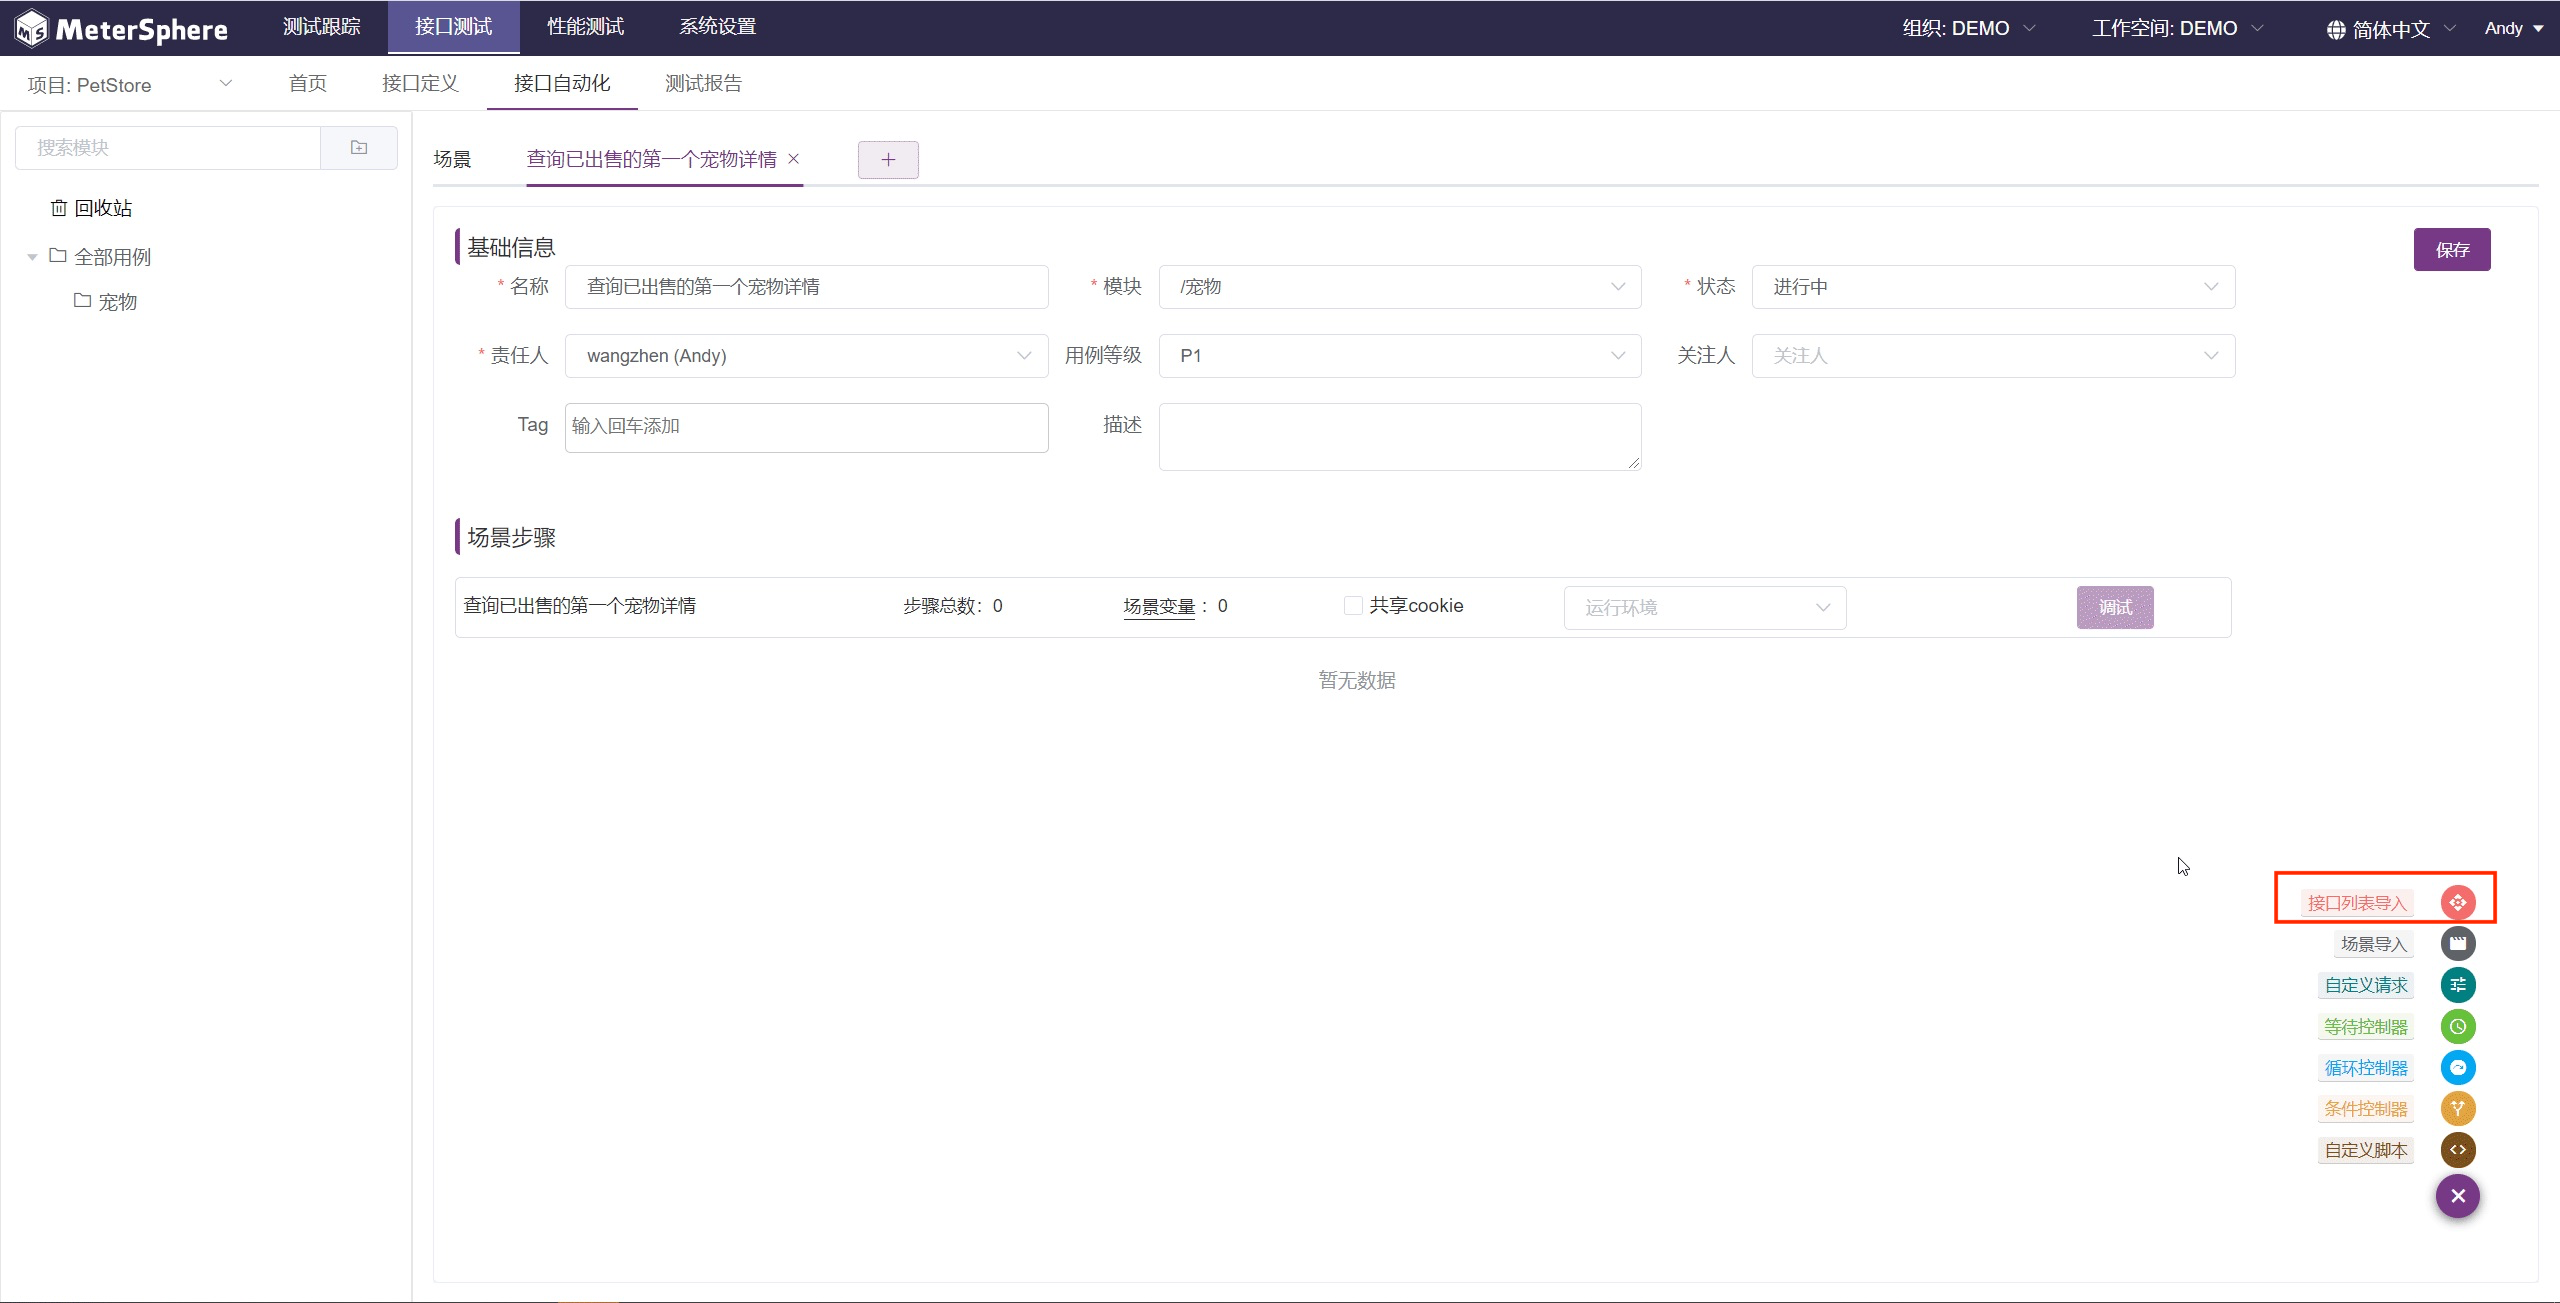 MeterSphere 测试跟踪 接口测试 性能测试 系统设置 组织: DEMO 工作空间: DEMO 简体中文 Andy
项目: PetStore 首页 接口定义 接口自动化 测试报告
搜索模块
回收站
全部用例
宠物
场景 查询已出售的第一个宠物详情
基础信息
保存
* 名称 查询已出售的第一个宠物详情 * 模块 /宠物 * 状态 进行中
* 责任人 wangzhen (Andy) 用例等级 P1 关注人 关注人
Tag 输入回车添加 描述
场景步骤
查询已出售的第一个宠物详情 步骤总数：0 场景变量：0 共享cookie 运行环境 调试
暂无数据
接口列表导入
场景导入
自定义请求
等待控制器
循环控制器
条件控制器
自定义脚本